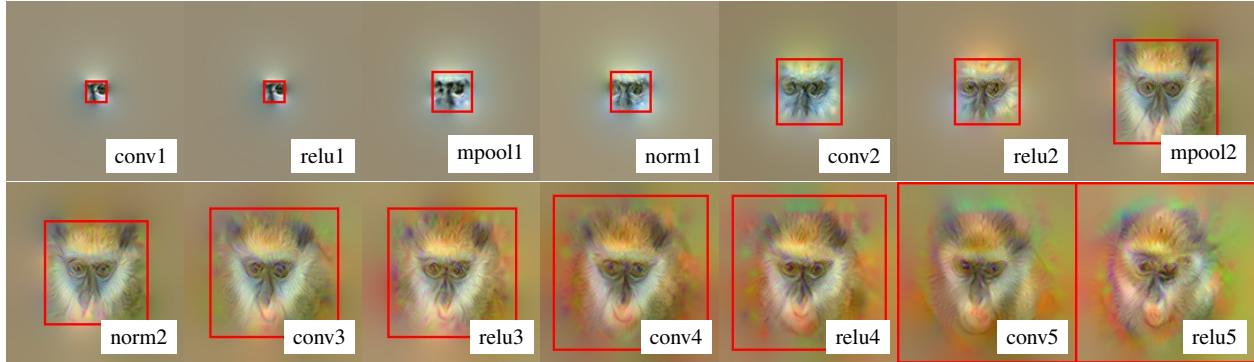 conv1
relu1
mpool1
norm1
conv2
relu2
mpool2
norm2
conv3
relu3
conv4
relu4
conv5
relu5